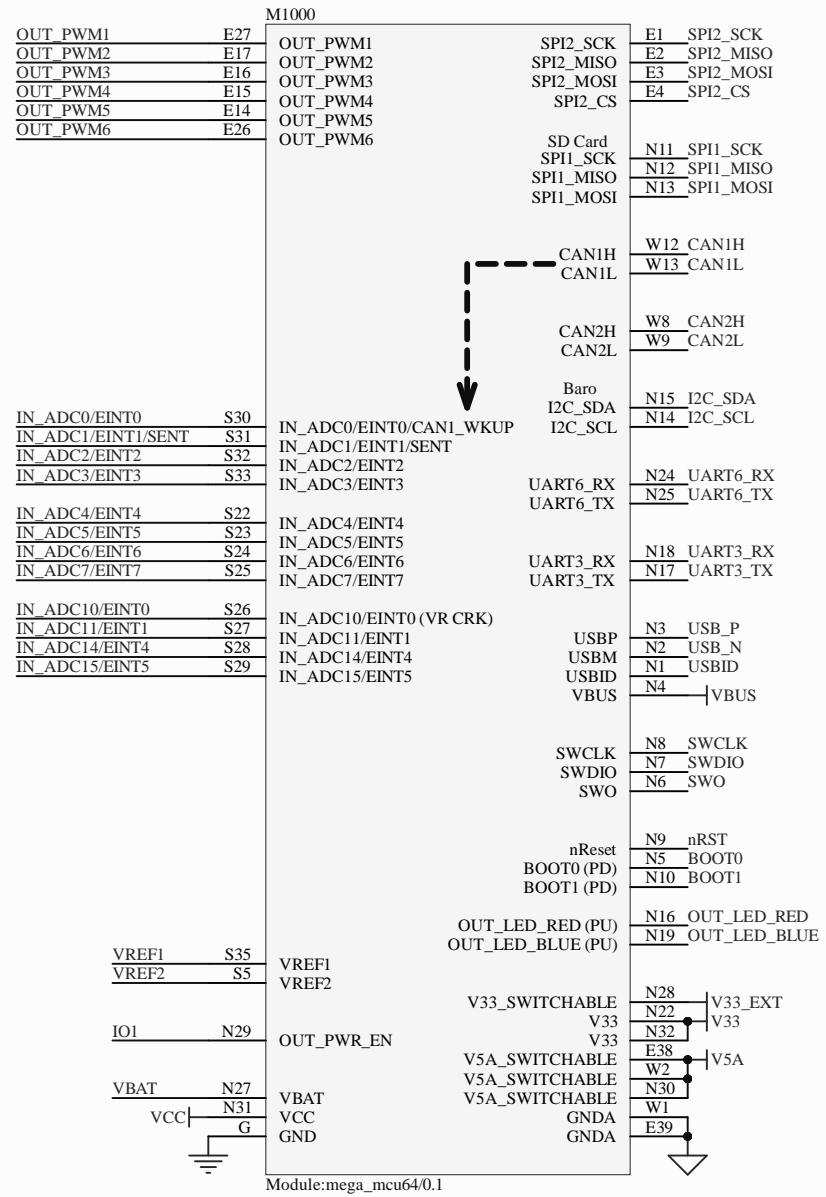 M1000
OUT_PWM1 E27 OUT_PWM1
OUT_PWM2 E17 OUT_PWM2
OUT_PWM3 E16 OUT_PWM3
OUT_PWM4 E15 OUT_PWM4
OUT_PWM5 E14 OUT_PWM5
OUT_PWM6 E26 OUT_PWM6
SPI2_SCK E1 SPI2_SCK
SPI2_MISO E2 SPI2_MISO
SPI2_MOSI E3 SPI2_MOSI
SPI2_CS E4 SPI2_CS
SD Card
SPI1_SCK N11 SPI1_SCK
SPI1_MISO N12 SPI1_MISO
SPI1_MOSI N13 SPI1_MOSI
CAN1H W12 CAN1H
CAN1L W13 CAN1L
CAN2H W8 CAN2H
CAN2L W9 CAN2L
Baro
I2C_SDA N15 I2C_SDA
I2C_SCL N14 I2C_SCL
IN_ADC0/EINT0 S30 IN_ADC0/EINT0/CAN1_WKUP
IN_ADC1/EINT1/SENT S31 IN_ADC1/EINT1/SENT
IN_ADC2/EINT2 S32 IN_ADC2/EINT2
IN_ADC3/EINT3 S33 IN_ADC3/EINT3
UART6_RX N24 UART6_RX
UART6_TX N25 UART6_TX
IN_ADC4/EINT4 S22 IN_ADC4/EINT4
IN_ADC5/EINT5 S23 IN_ADC5/EINT5
IN_ADC6/EINT6 S24 IN_ADC6/EINT6
IN_ADC7/EINT7 S25 IN_ADC7/EINT7
UART3_RX N18 UART3_RX
UART3_TX N17 UART3_TX
IN_ADC10/EINT0 S26 IN_ADC10/EINT0 (VR CRK)
IN_ADC11/EINT1 S27 IN_ADC11/EINT1
IN_ADC14/EINT4 S28 IN_ADC14/EINT4
IN_ADC15/EINT5 S29 IN_ADC15/EINT5
USBP N3 USB_P
USBM N2 USB_N
USBID N1 USBID
VBUS N4 VBUS
SWCLK N8 SWCLK
SWDIO N7 SWDIO
SWO N6 SWO
nReset N9 nRST
BOOT0 (PD) N5 BOOT0
BOOT1 (PD) N10 BOOT1
OUT_LED_RED (PU) N16 OUT_LED_RED
OUT_LED_BLUE (PU) N19 OUT_LED_BLUE
VREF1 S35 VREF1
VREF2 S5 VREF2
V33_SWITCHABLE N28 V33_EXT
V33 N22 V33
V33 N32
IO1 N29 OUT_PWR_EN
V5A_SWITCHABLE E38 V5A
V5A_SWITCHABLE W2
V5A_SWITCHABLE N30
VBAT N27 VBAT
VCC N31 VCC
G GND
GNDA W1
GNDA E39
Module:mega_mcu64/0.1